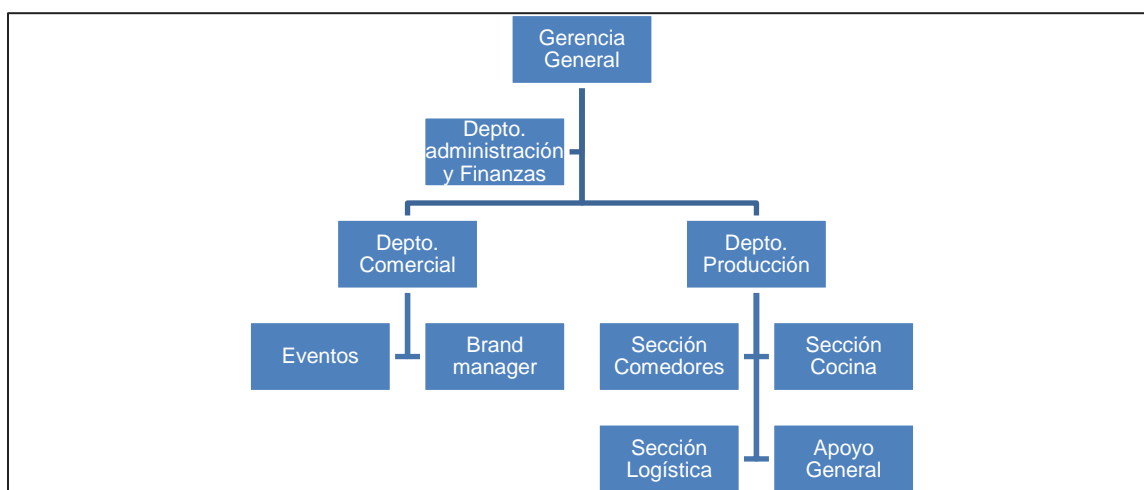 Gerencia
General
Depto.
administración
y Finanzas
Depto.
Comercial
Depto.
Producción
Eventos
Brand
manager
Sección
Comedores
Sección
Cocina
Sección
Logística
Apoyo
General